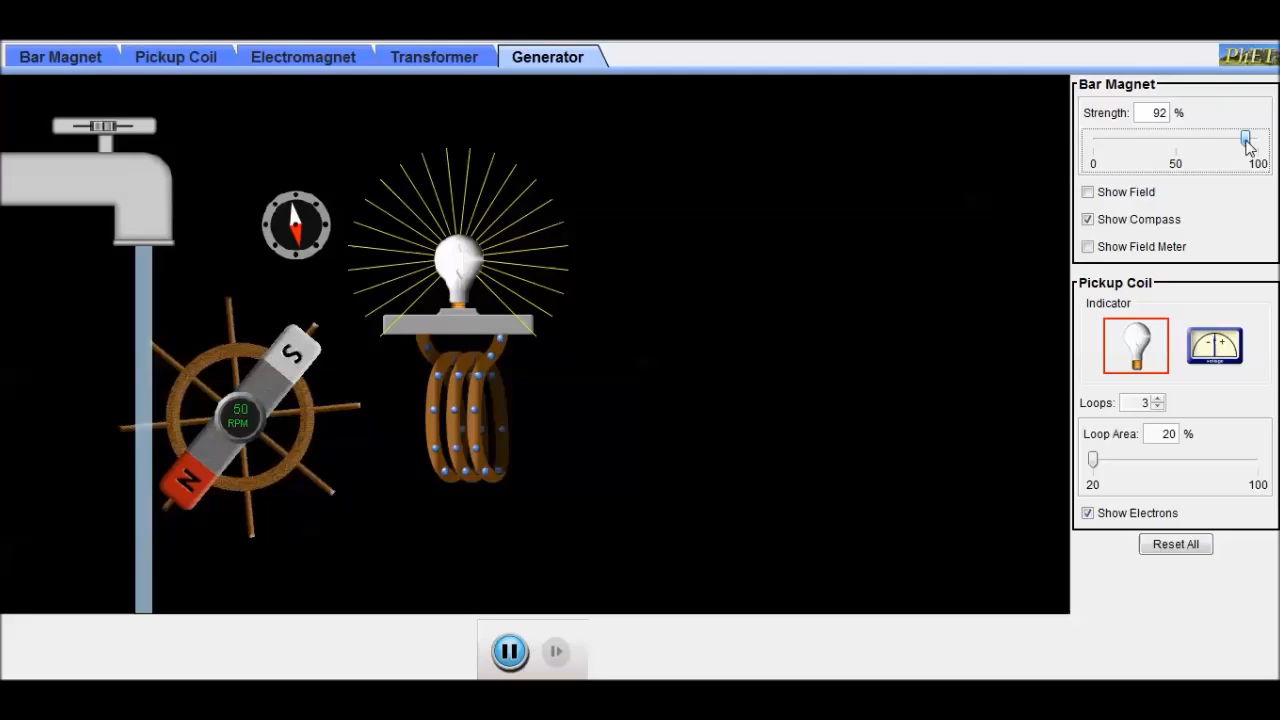 Bar Magnet
Pickup Coil
Electromagnet
Transformer
Generator
PhET
Bar Magnet
Strength: 92 %
0 50 100
Show Field
Show Compass
Show Field Meter
Pickup Coil
Indicator
- +
voltage
Loops: 3
Loop Area: 20 %
20 100
Show Electrons
Reset All
S
50
RPM
N